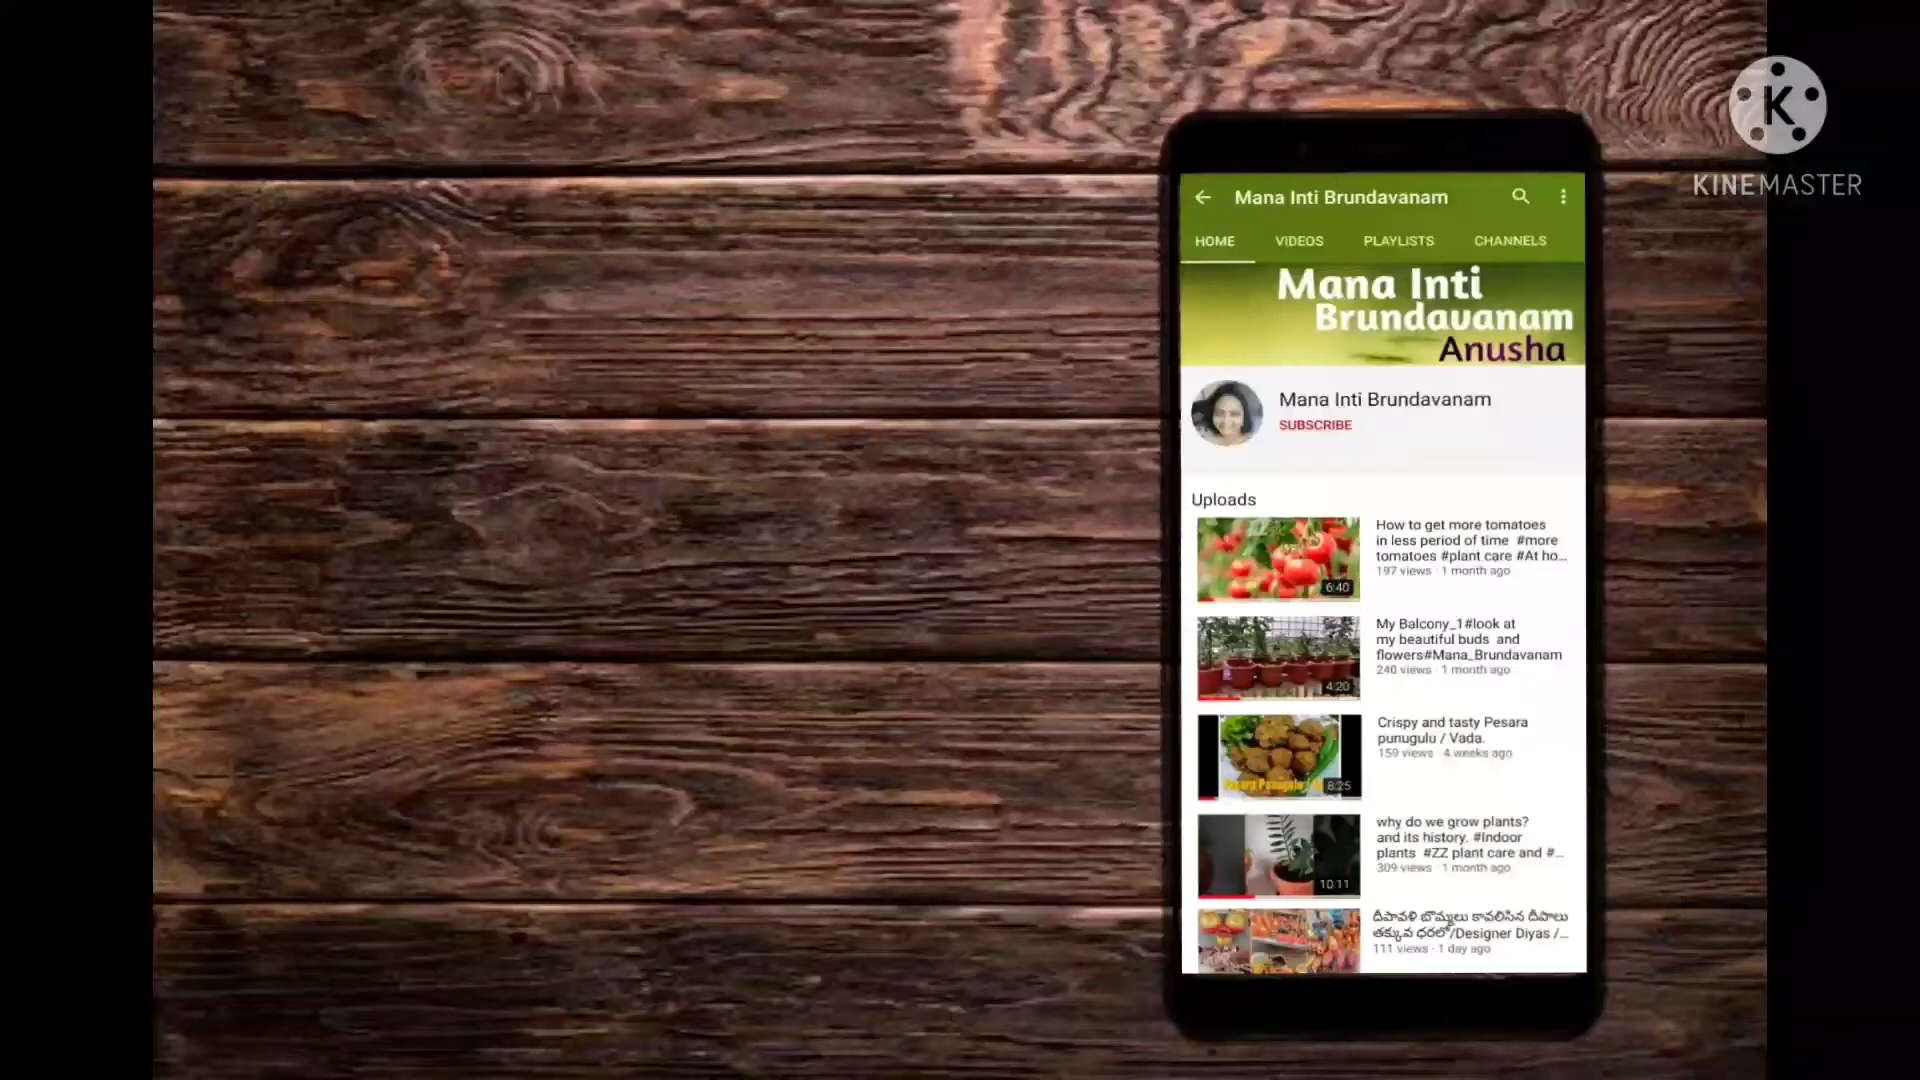 K
KINEMASTER
Mana Inti Brundavanam
HOME VIDEOS PLAYLISTS CHANNELS
Mana Inti
Brundavanam
Anusha
Mana Inti Brundavanam
SUBSCRIBE
Uploads
How to get more tomatoes
in less period of time #more
tomatoes #plant care #At ho...
197 views · 1 month ago
6:40
My Balcony_1#look at
my beautiful buds and
flowers#Mana_Brundavanam
240 views · 1 month ago
4:20
Crispy and tasty Pesara
punugulu / Vada.
159 views · 4 weeks ago
Pesara Punugulu
8:25
why do we grow plants?
and its history. #Indoor
plants #ZZ plant care and #...
309 views · 1 month ago
10:11
దీపావళి బొమ్మలు కావలిసిన దీపాలు
తక్కువ ధరలో/Designer Diyas /...
111 views · 1 day ago